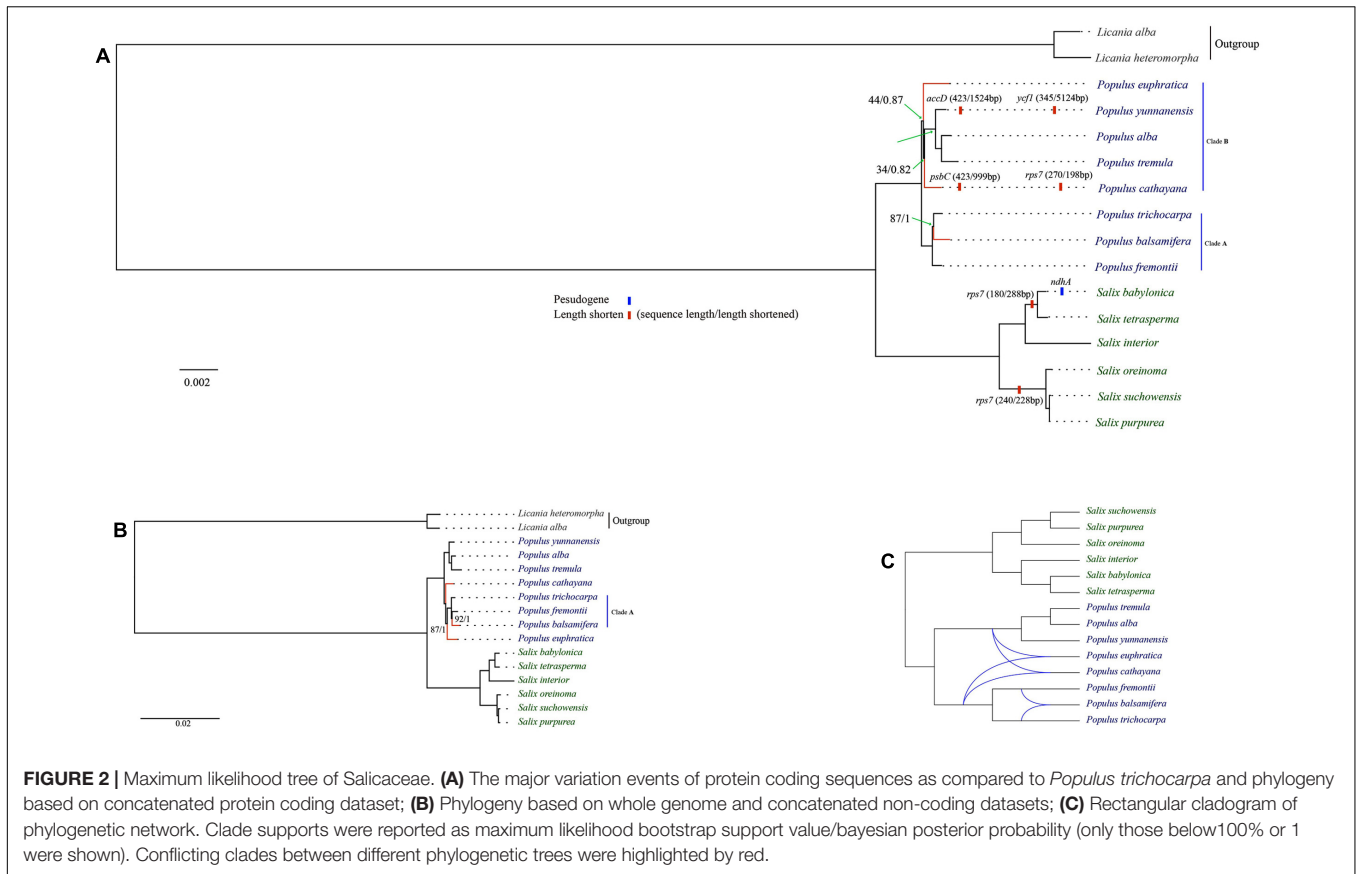 A
Licania alba
Licania heteromorpha
Outgroup
Populus euphratica
44/0.87
accD (423/1524bp)
ycf1 (345/5124bp)
Populus yunnanensis
Populus alba
Clade B
Populus tremula
34/0.82
psbC (423/999bp)
rps7 (270/198bp)
Populus cathayana
87/1
Populus trichocarpa
Populus balsamifera
Clade A
Populus fremontii
Pesudogene
Length shorten (sequence length/length shortened)
rps7 (180/288bp)
ndhA
Salix babylonica
Salix tetrasperma
Salix interior
0.002
Salix oreinoma
rps7 (240/228bp)
Salix suchowensis
Salix purpurea
B
Licania heteromorpha
Licania alba
Outgroup
Populus yunnanensis
Populus alba
Populus tremula
Populus cathayana
Populus trichocarpa
92/1
Populus fremontii
Clade A
87/1
Populus balsamifera
Populus euphratica
Salix babylonica
Salix tetrasperma
Salix interior
Salix oreinoma
Salix suchowensis
Salix purpurea
0.02
C
Salix suchowensis
Salix purpurea
Salix oreinoma
Salix interior
Salix babylonica
Salix tetrasperma
Populus tremula
Populus alba
Populus yunnanensis
Populus euphratica
Populus cathayana
Populus fremontii
Populus balsamifera
Populus trichocarpa
FIGURE 2 | Maximum likelihood tree of Salicaceae. (A) The major variation events of protein coding sequences as compared to Populus trichocarpa and phylogeny
based on concatenated protein coding dataset; (B) Phylogeny based on whole genome and concatenated non-coding datasets; (C) Rectangular cladogram of
phylogenetic network. Clade supports were reported as maximum likelihood bootstrap support value/bayesian posterior probability (only those below100% or 1
were shown). Conflicting clades between different phylogenetic trees were highlighted by red.